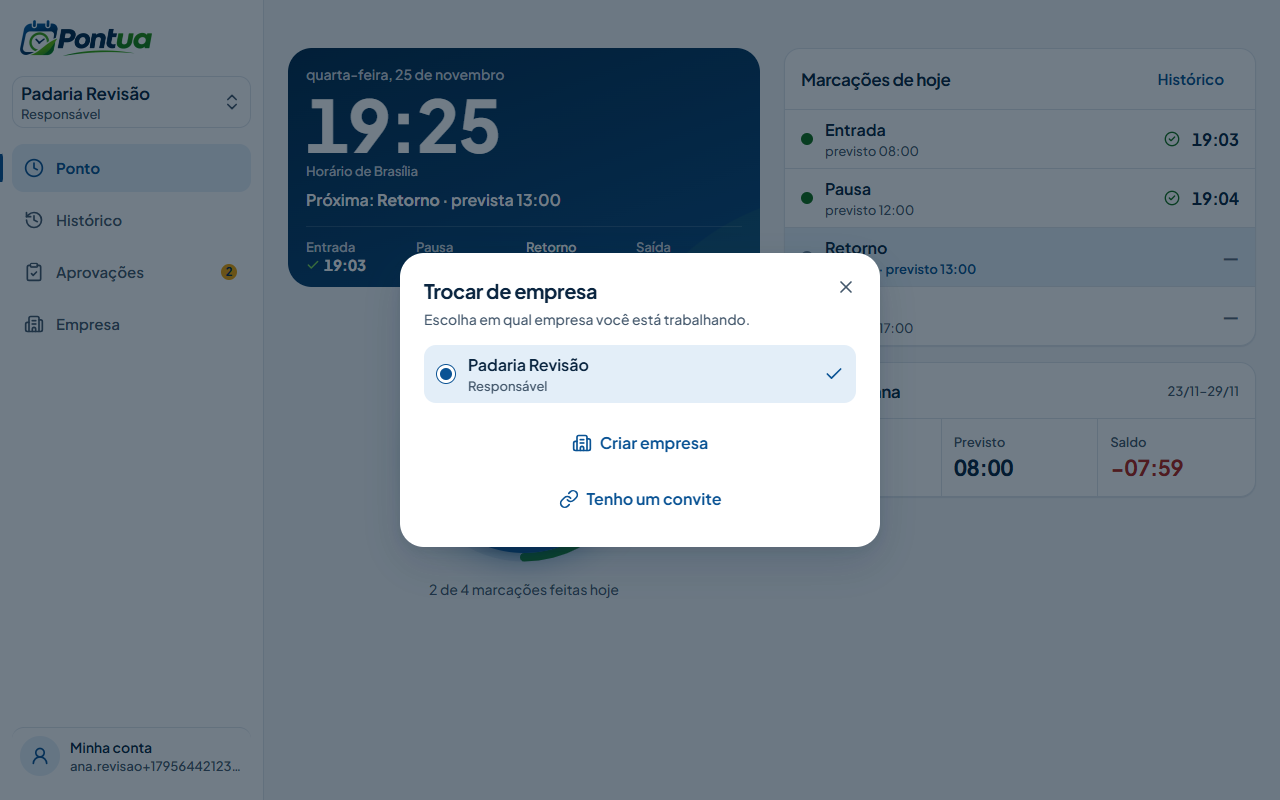 Pontua
Padaria Revisão
Responsável
Ponto
Histórico
Aprovações
2
Empresa
Minha conta
ana.revisao+17956442123...
quarta-feira, 25 de novembro
19:25
Horário de Brasília
Próxima: Retorno · prevista 13:00
Entrada Pausa Retorno Saída
19:03
Marcações de hoje
Histórico
Entrada
previsto 08:00
19:03
Pausa
previsto 12:00
19:04
Retorno
· previsto 13:00
—
17:00
—
23/11–29/11
Previsto
08:00
Saldo
−07:59
Trocar de empresa
Escolha em qual empresa você está trabalhando.
Padaria Revisão
Responsável
Criar empresa
Tenho um convite
2 de 4 marcações feitas hoje